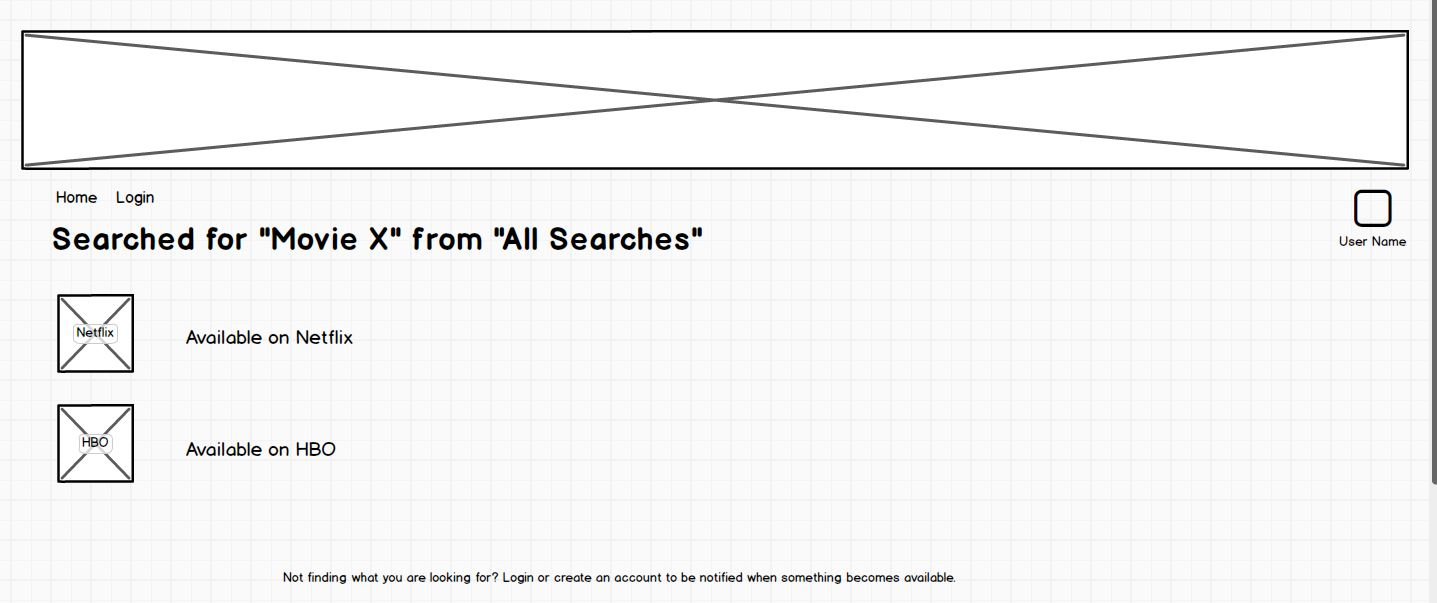 Home Login
User Name
Searched for "Movie X" from "All Searches"
Netflix
Available on Netflix
HBO
Available on HBO
Not finding what you are looking for? Login or create an account to be notified when something becomes available.